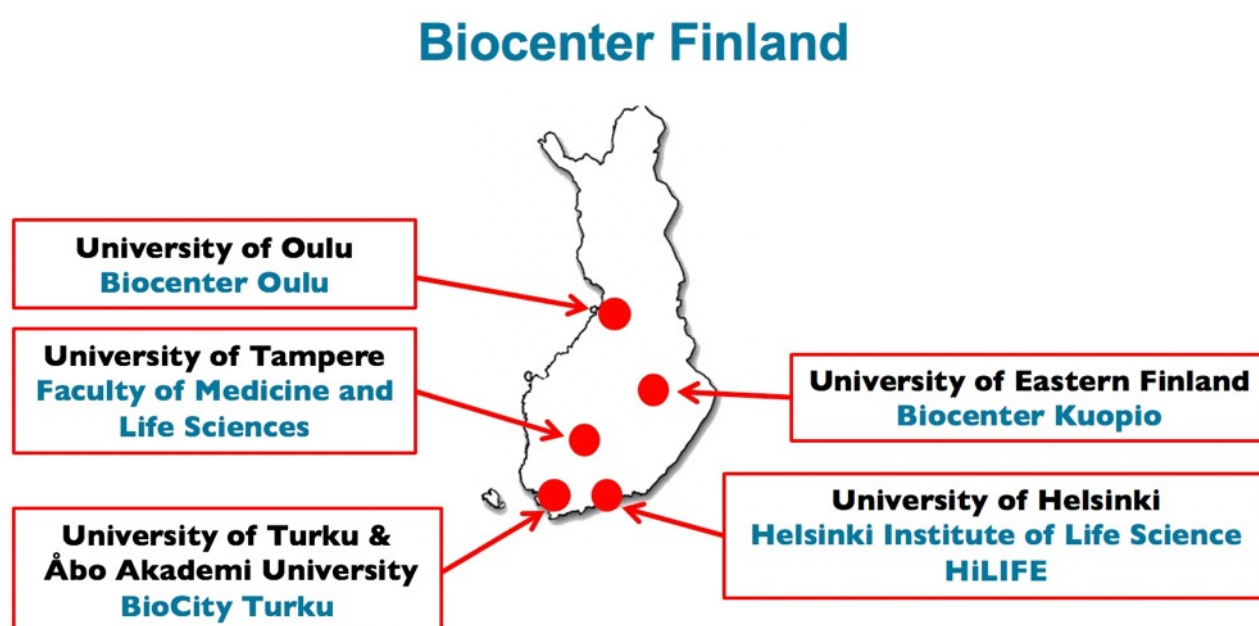 Biocenter Finland
University of Oulu
Biocenter Oulu
University of Tampere
Faculty of Medicine and
Life Sciences
University of Turku &
Åbo Akademi University
BioCity Turku
University of Eastern Finland
Biocenter Kuopio
University of Helsinki
Helsinki Institute of Life Science
HiLIFE